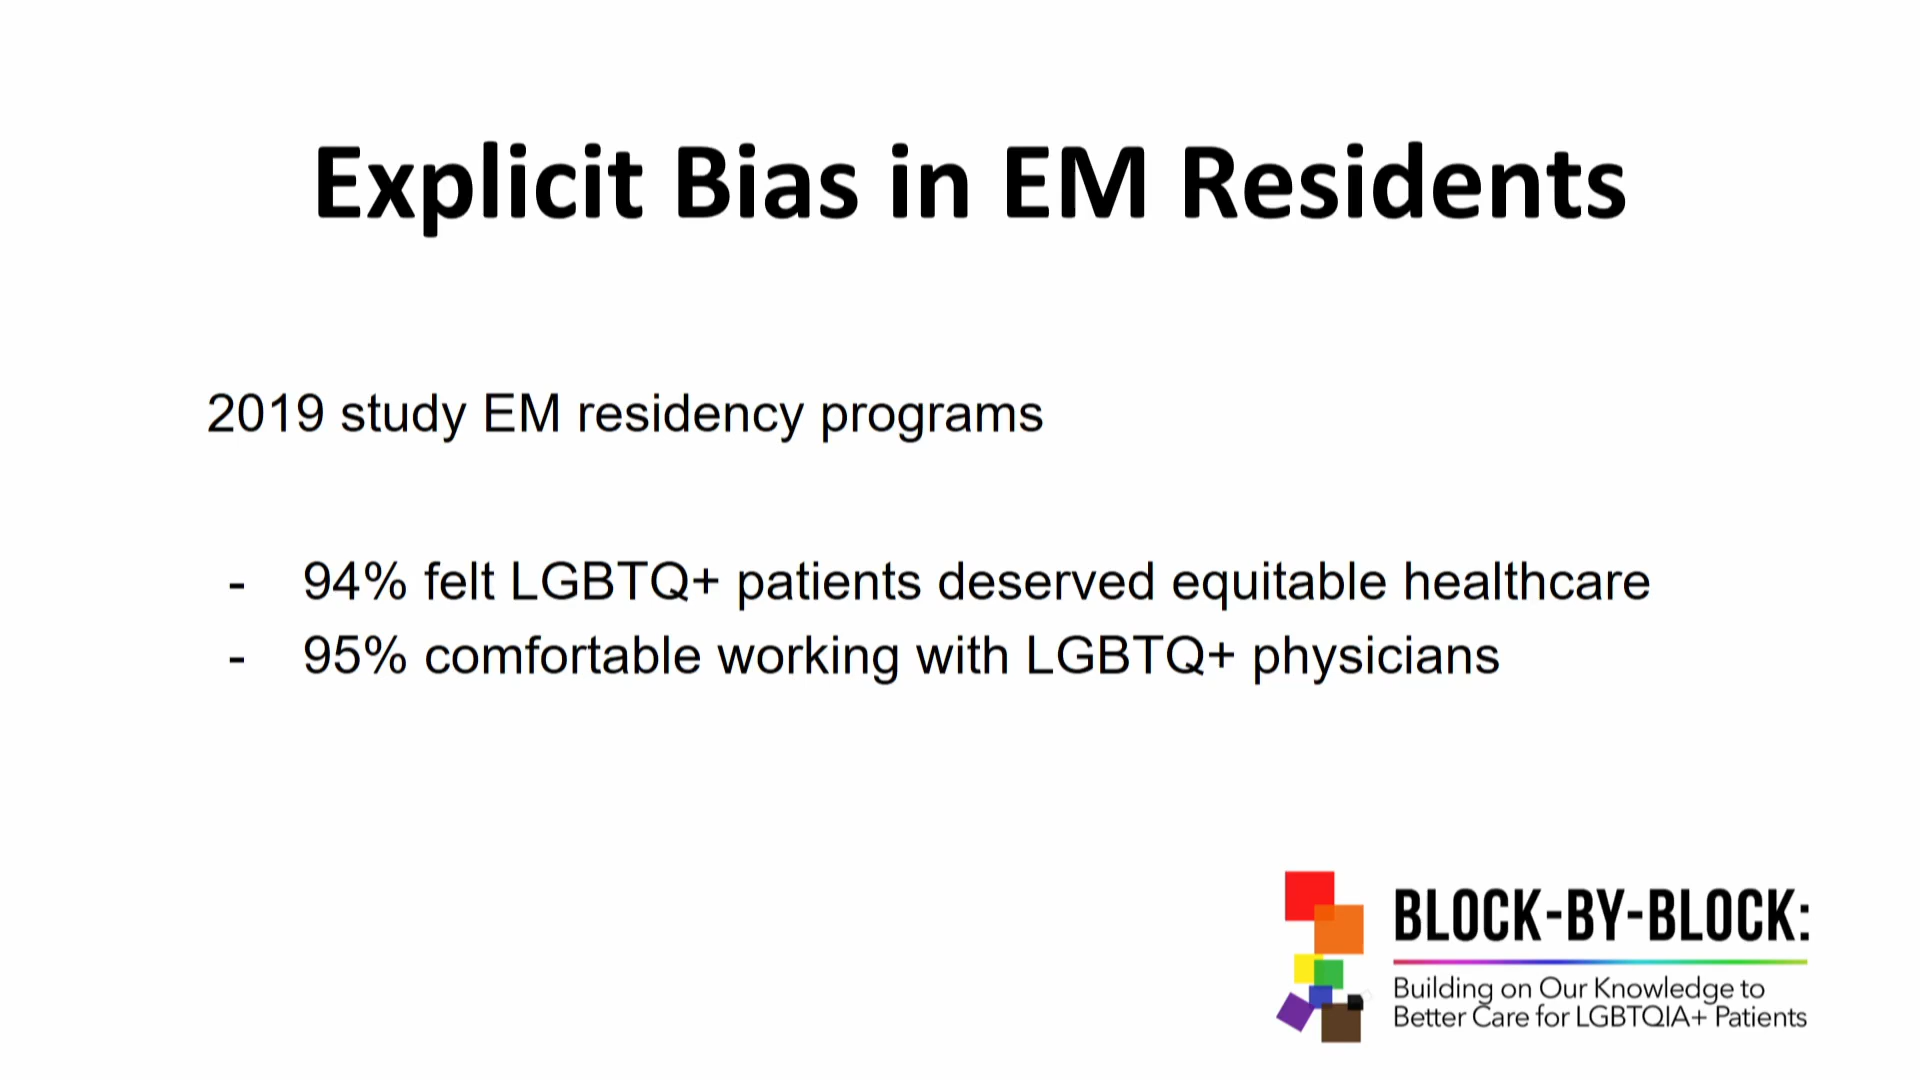 Explicit Bias in EM Residents
2019 study EM residency programs
- 94% felt LGBTQ+ patients deserved equitable healthcare
- 95% comfortable working with LGBTQ+ physicians
BLOCK-BY-BLOCK:
Building on Our Knowledge to
Better Care for LGBTQIA+ Patients